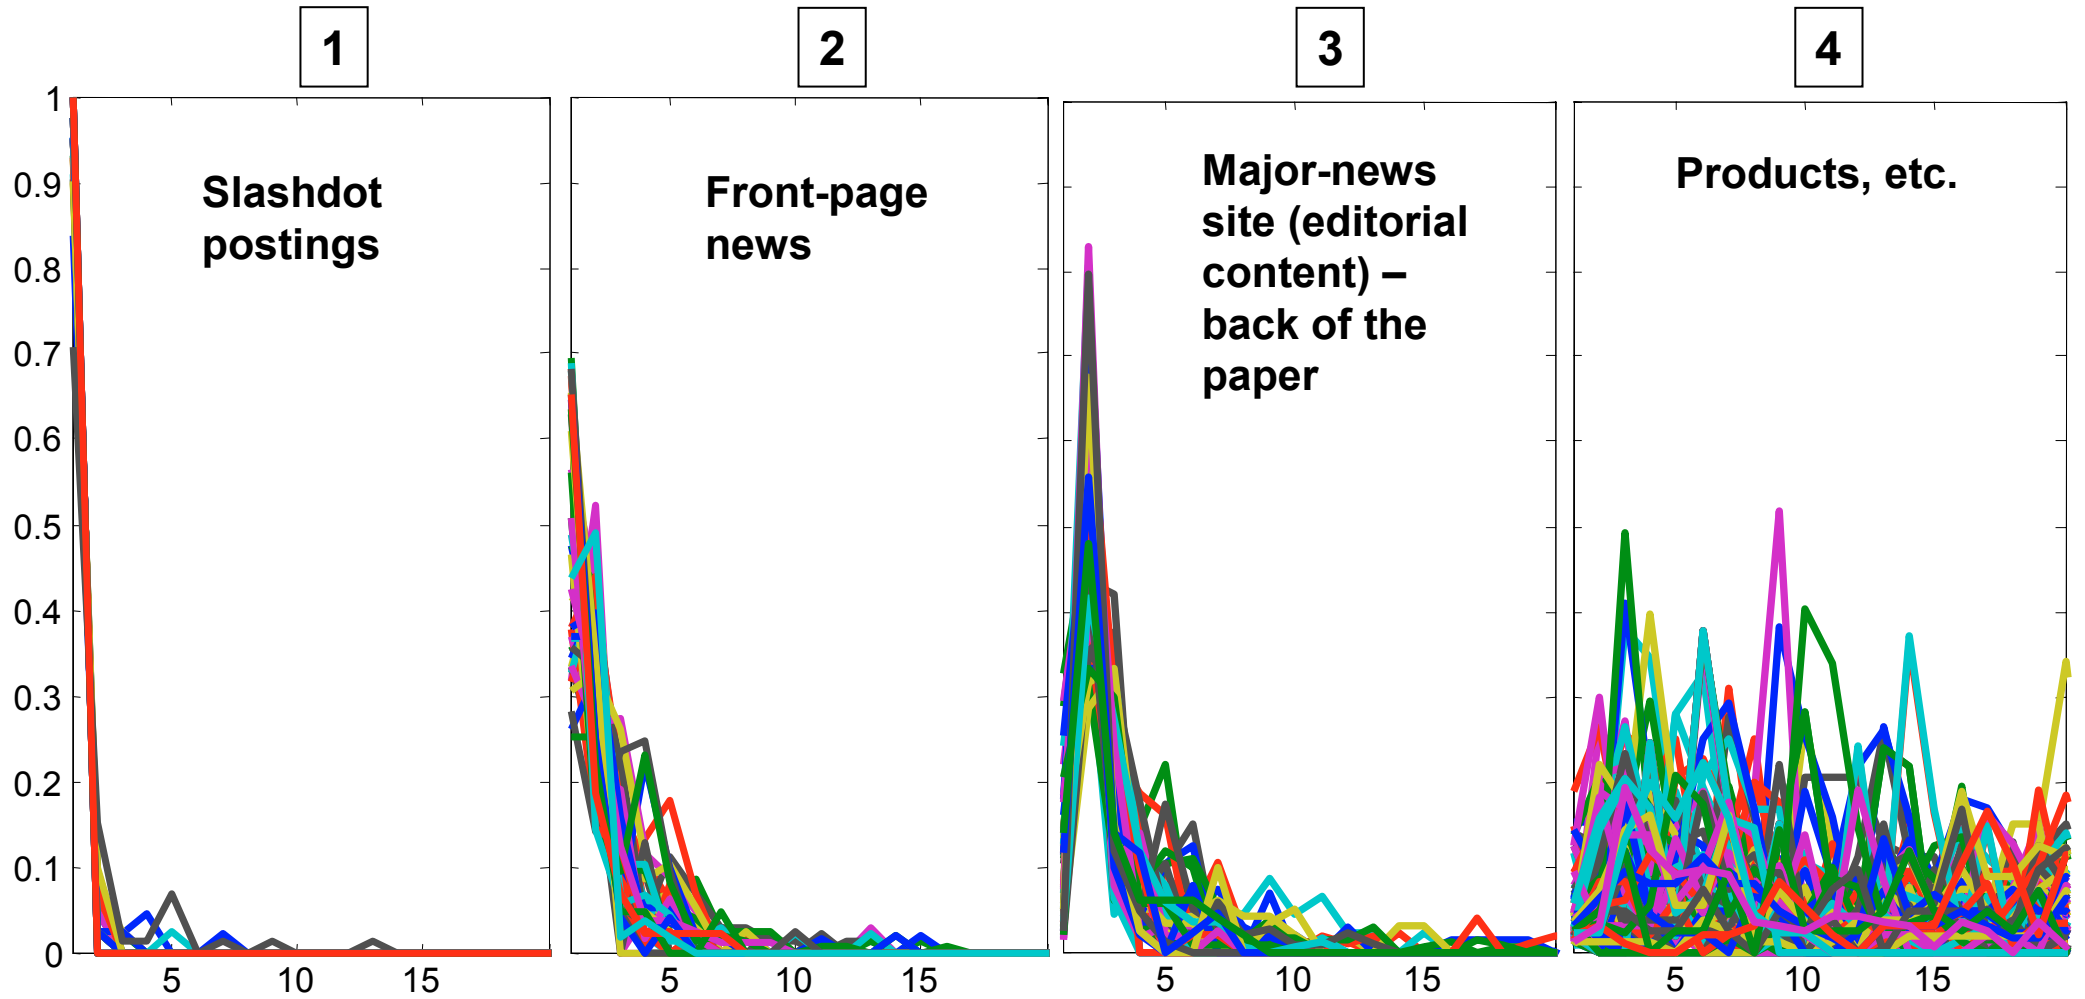 1
2
3
4
Slashdot
postings
Front-page
news
Major-news
site (editorial
content) –
back of the
paper
Products, etc.
1
0.9
0.8
0.7
0.6
0.5
0.4
0.3
0.2
0.1
0
5 10 15
5 10 15
5 10 15
5 10 15